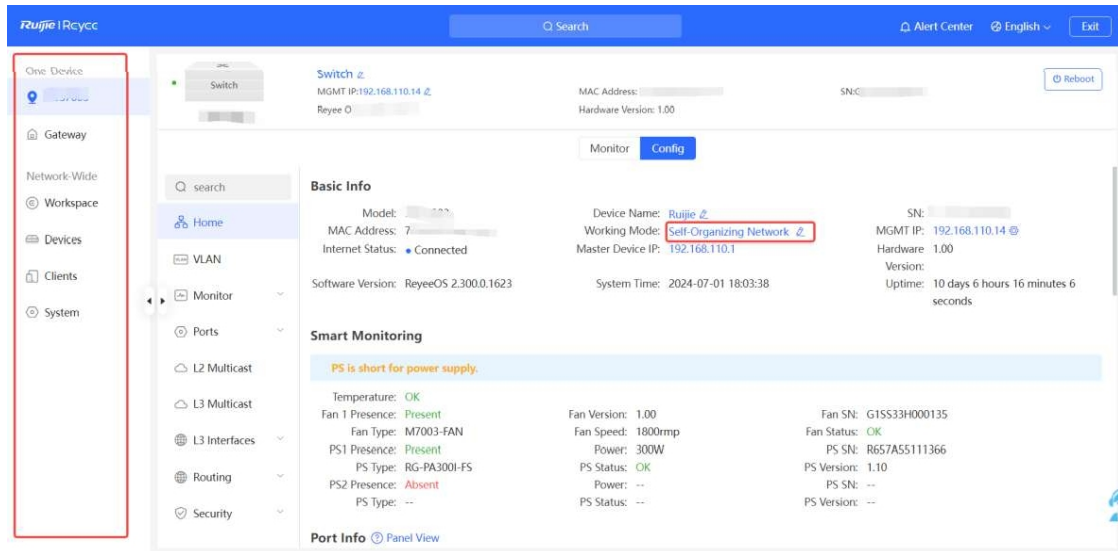 Ruijie | Rcycc
Search
Alert Center
English
Exit
One Device
Gateway
Network-Wide
Workspace
Devices
Clients
System
Switch
Switch
MGMT IP:192.168.110.14
MAC Address:
SN:
Reboot
Reyee
Hardware Version: 1.00
Monitor
Config
search
Home
VLAN
Monitor
Ports
L2 Multicast
L3 Multicast
L3 Interfaces
Routing
Security
Basic Info
Model:
Device Name: Ruijie
SN:
MAC Address: 7
Working Mode: Self-Organizing Network
MGMT IP: 192.168.110.14
Internet Status: Connected
Master Device IP: 192.168.110.1
Hardware Version: 1.00
Software Version: ReyeeOS 2.300.0.1623
System Time: 2024-07-01 18:03:38
Uptime: 10 days 6 hours 16 minutes 6
seconds
Smart Monitoring
PS is short for power supply.
Temperature: OK
Fan 1 Presence: Present
Fan Version: 1.00
Fan SN: G1SS33H000135
Fan Type: M7003-FAN
Fan Speed: 1800rmp
Fan Status: OK
PS1 Presence: Present
Power: 300W
PS SN: R657A55111366
PS Type: RG-PA300I-FS
PS Status: OK
PS Version: 1.10
PS2 Presence: Absent
Power: --
PS SN: --
PS Type: --
PS Status: --
PS Version: --
Port Info
Panel View